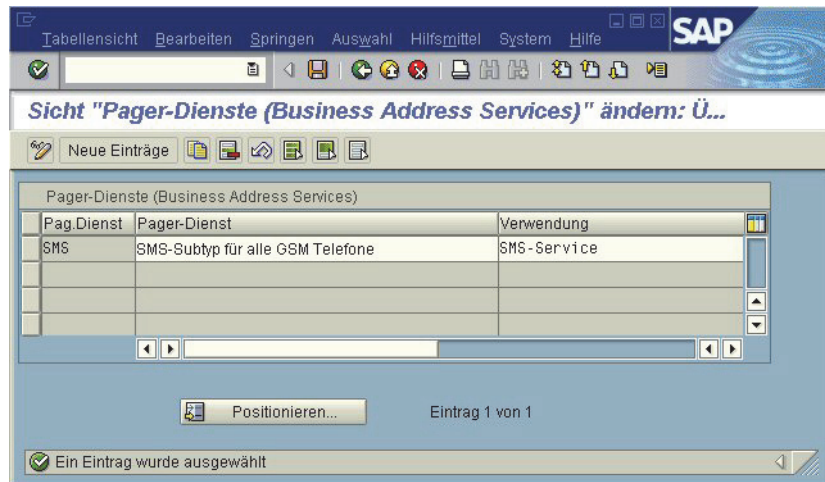 Tabellensicht Bearbeiten Springen Auswahl Hilfsmittel System Hilfe
SAP
Sicht "Pager-Dienste (Business Address Services)" ändern: Ü...
Neue Einträge
Pager-Dienste (Business Address Services)
Pag.Dienst Pager-Dienst Verwendung
SMS SMS-Subtyp für alle GSM Telefone SMS-Service
Positionieren... Eintrag 1 von 1
Ein Eintrag wurde ausgewählt